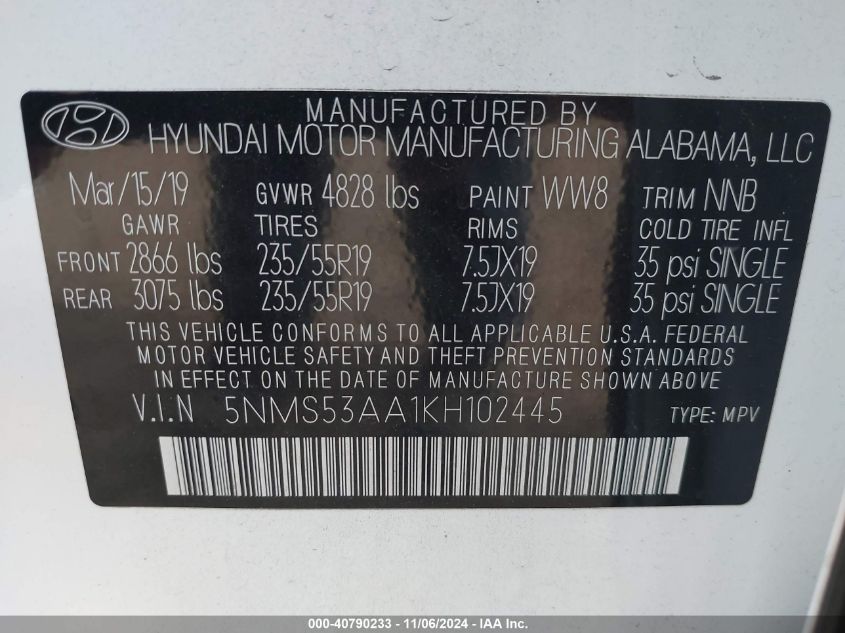 MANUFACTURED BY
HYUNDAI MOTOR MANUFACTURING ALABAMA, LLC
Mar/15/19 GVWR 4828 lbs PAINT WW8 TRIM NNB
GAWR TIRES RIMS COLD TIRE INFL
FRONT 2866 lbs 235/55R19 7.5JX19 35 psi SINGLE
REAR 3075 lbs 235/55R19 7.5JX19 35 psi SINGLE
THIS VEHICLE CONFORMS TO ALL APPLICABLE U.S.A. FEDERAL
MOTOR VEHICLE SAFETY AND THEFT PREVENTION STANDARDS
IN EFFECT ON THE DATE OF MANUFACTURE SHOWN ABOVE
V.I.N 5NMS53AA1KH102445 TYPE: MPV
000-40790233 - 11/06/2024 - IAA Inc.